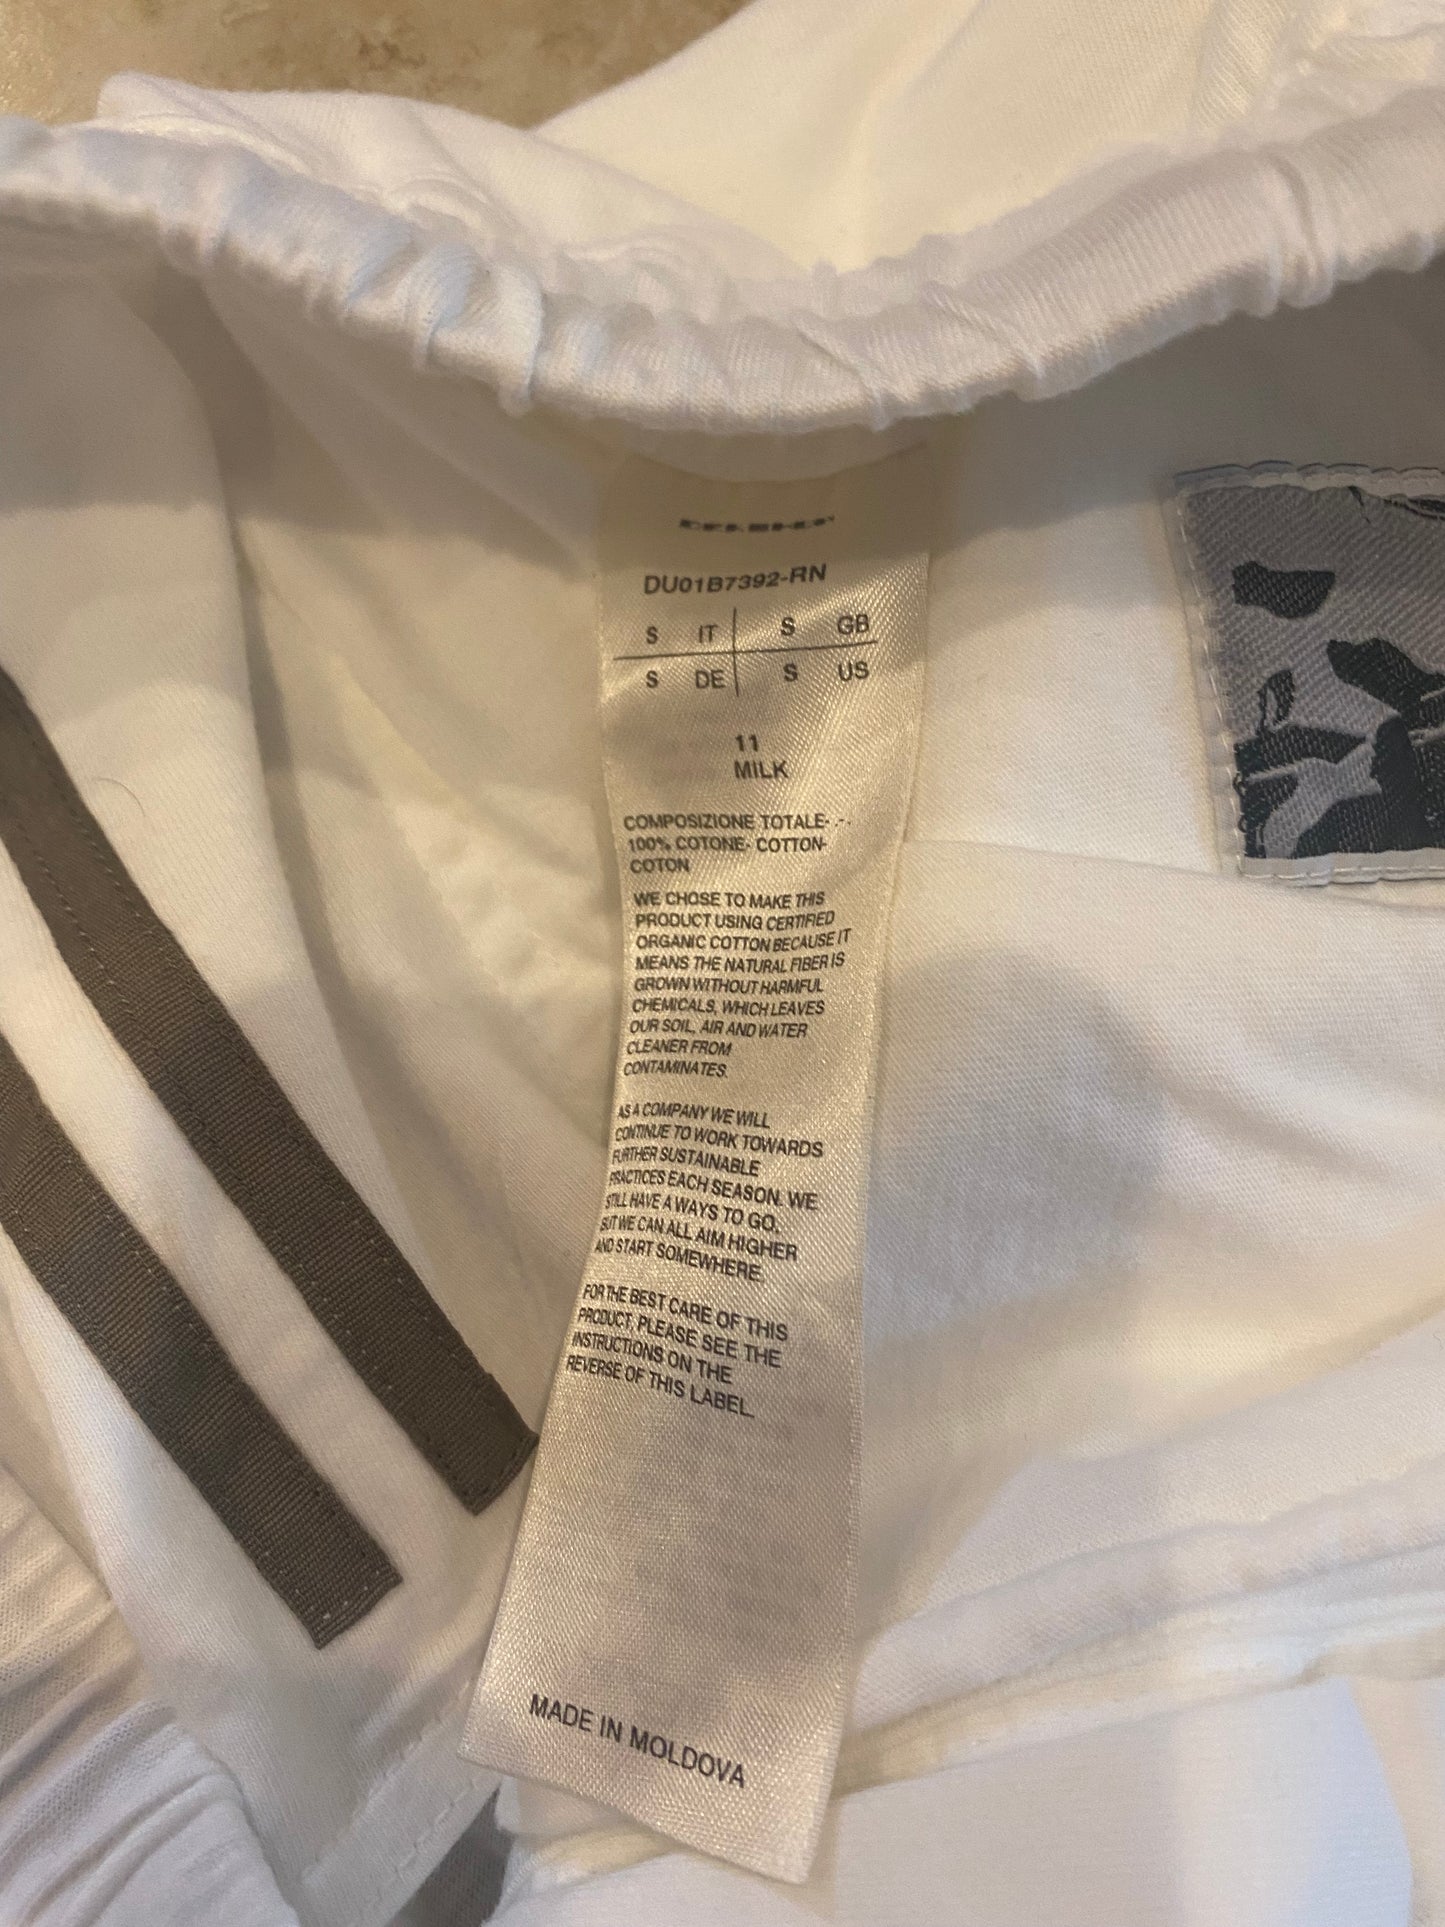 DU01B7392-RN
S IT S GB
S DE S US
11
MILK
COMPOSIZIONE TOTALE- .-.
100% COTONE- COTTON-
COTON
WE CHOSE TO MAKE THIS
PRODUCT USING CERTIFIED
ORGANIC COTTON BECAUSE IT
MEANS THE NATURAL FIBER IS
GROWN WITHOUT HARMFUL
CHEMICALS, WHICH LEAVES
OUR SOIL, AIR AND WATER
CLEANER FROM
CONTAMINATES.
AS A COMPANY WE WILL
CONTINUE TO WORK TOWARDS
FURTHER SUSTAINABLE
PRACTICES EACH SEASON. WE
STILL HAVE A WAYS TO GO,
BUT WE CAN ALL AIM HIGHER
AND START SOMEWHERE.
FOR THE BEST CARE OF THIS
PRODUCT, PLEASE SEE THE
INSTRUCTIONS ON THE
REVERSE OF THIS LABEL.
MADE IN MOLDOVA